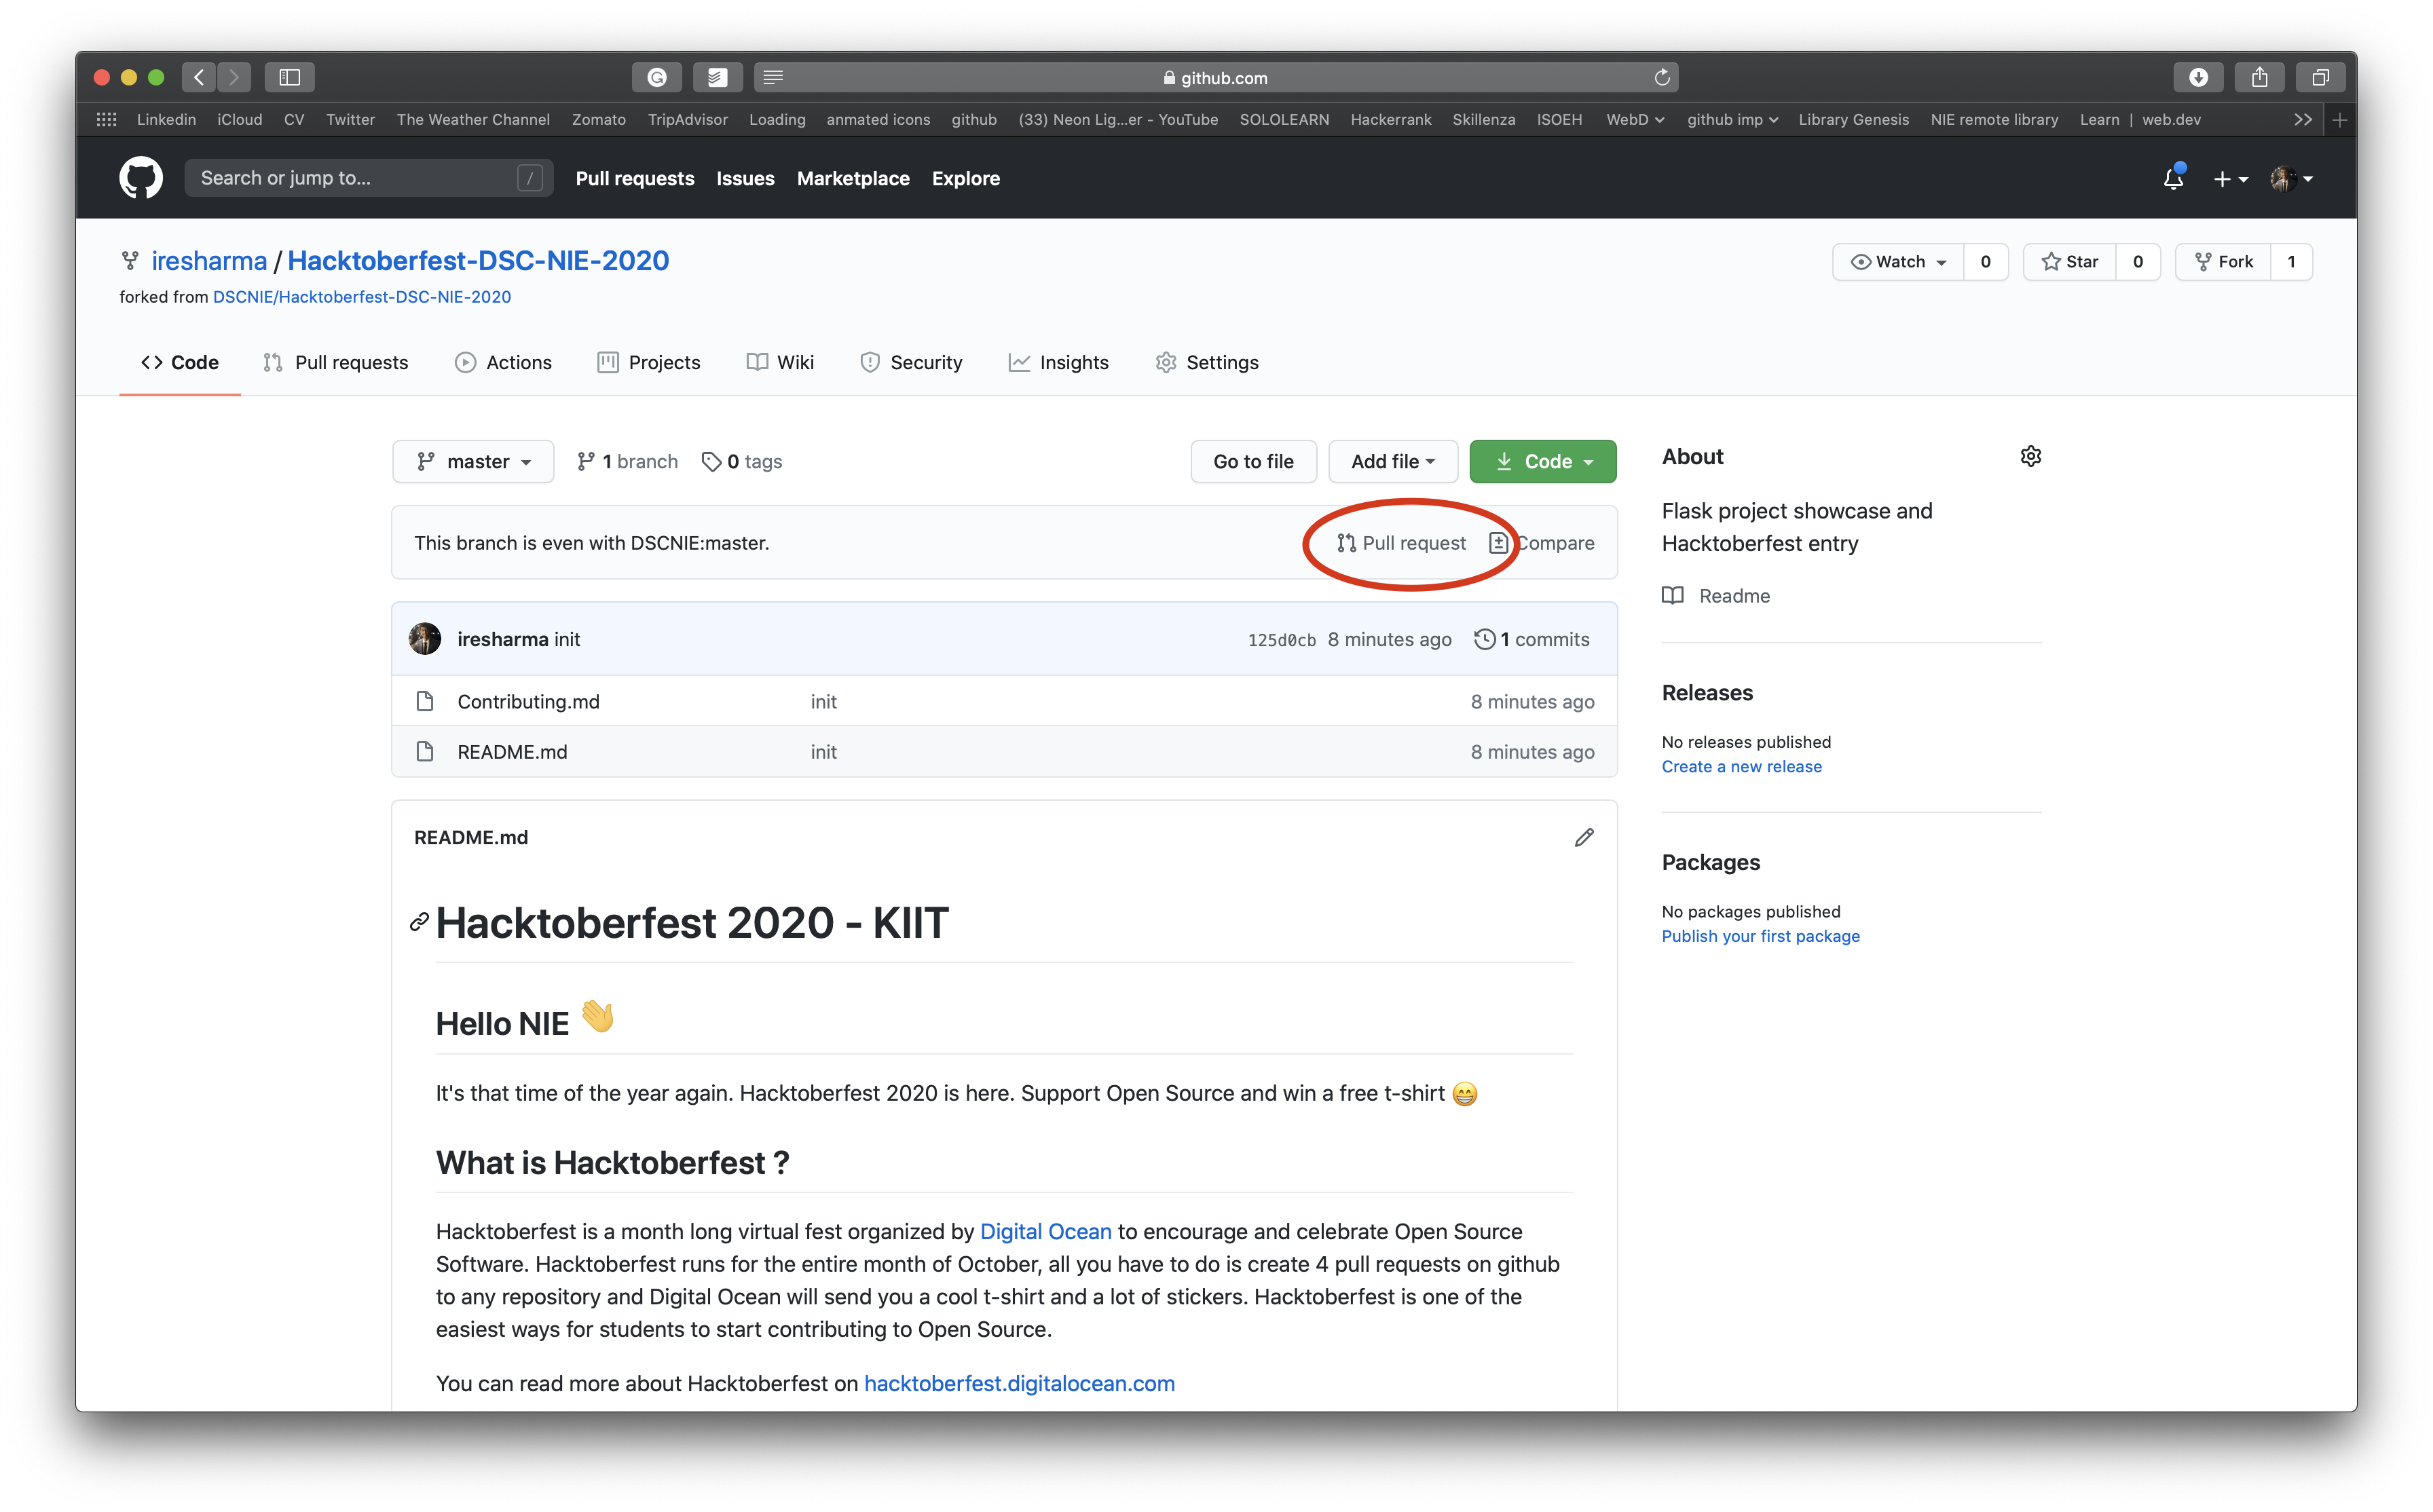 github.com
Linkedin iCloud CV Twitter The Weather Channel Zomato TripAdvisor Loading anmated icons github (33) Neon Lig...er - YouTube SOLOLEARN Hackerrank Skillenza ISOEH WebD github imp Library Genesis NIE remote library Learn | web.dev
Search or jump to... / Pull requests Issues Marketplace Explore
iresharma / Hacktoberfest-DSC-NIE-2020 Watch 0 Star 0 Fork 1
forked from DSCNIE/Hacktoberfest-DSC-NIE-2020
Code Pull requests Actions Projects Wiki Security Insights Settings
master 1 branch 0 tags Go to file Add file Code
This branch is even with DSCNIE:master. Pull request Compare
iresharma init 125d0cb 8 minutes ago 1 commits
Contributing.md init 8 minutes ago
README.md init 8 minutes ago
README.md
Hacktoberfest 2020 - KIIT
Hello NIE 👋
It's that time of the year again. Hacktoberfest 2020 is here. Support Open Source and win a free t-shirt 😁
What is Hacktoberfest ?
Hacktoberfest is a month long virtual fest organized by Digital Ocean to encourage and celebrate Open Source
Software. Hacktoberfest runs for the entire month of October, all you have to do is create 4 pull requests on github
to any repository and Digital Ocean will send you a cool t-shirt and a lot of stickers. Hacktoberfest is one of the
easiest ways for students to start contributing to Open Source.
You can read more about Hacktoberfest on hacktoberfest.digitalocean.com
About
Flask project showcase and
Hacktoberfest entry
Readme
Releases
No releases published
Create a new release
Packages
No packages published
Publish your first package